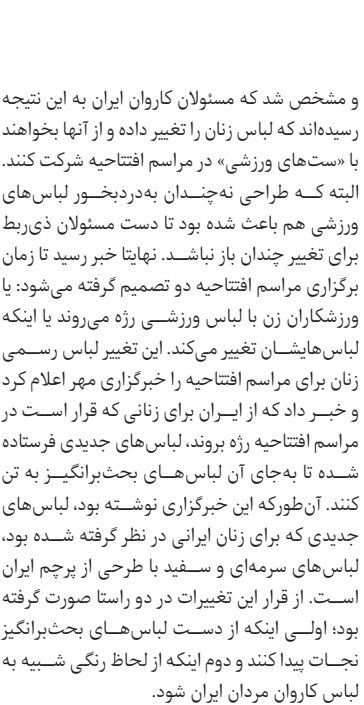 و مشخص شد که مسئولان کاروان ایران به این نتیجه
رسیده‌اند که لباس زنان را تغییر داده و از آنها بخواهند
با «ست‌های ورزشی» در مراسم افتتاحیه شرکت کنند.
البته که طراحی نه‌چندان به‌دردبخور لباس‌های
ورزشی هم باعث شده بود تا دست مسئولان ذی‌ربط
برای تغییر چندان باز نباشد. نهایتا خبر رسید تا زمان
برگزاری مراسم افتتاحیه دو تصمیم گرفته می‌شود: یا
ورزشکاران زن با لباس ورزشی رژه می‌روند یا اینکه
لباس‌هایشان تغییر می‌کند. این تغییر لباس رسمی
زنان برای مراسم افتتاحیه را خبرگزاری مهر اعلام کرد
و خبر داد که از ایران برای زنانی که قرار است در
مراسم افتتاحیه رژه بروند، لباس‌های جدیدی فرستاده
شده تا به‌جای آن لباس‌های بحث‌برانگیز به تن
کنند. آن‌طورکه این خبرگزاری نوشته بود، لباس‌های
جدیدی که برای زنان ایرانی در نظر گرفته شده بود،
لباس‌های سرمه‌ای و سفید با طرحی از پرچم ایران
است. از قرار این تغییرات در دو راستا صورت گرفته
بود؛ اولی اینکه از دست لباس‌های بحث‌برانگیز
نجات پیدا کنند و دوم اینکه از لحاظ رنگی شبیه به
لباس کاروان مردان ایران شود.